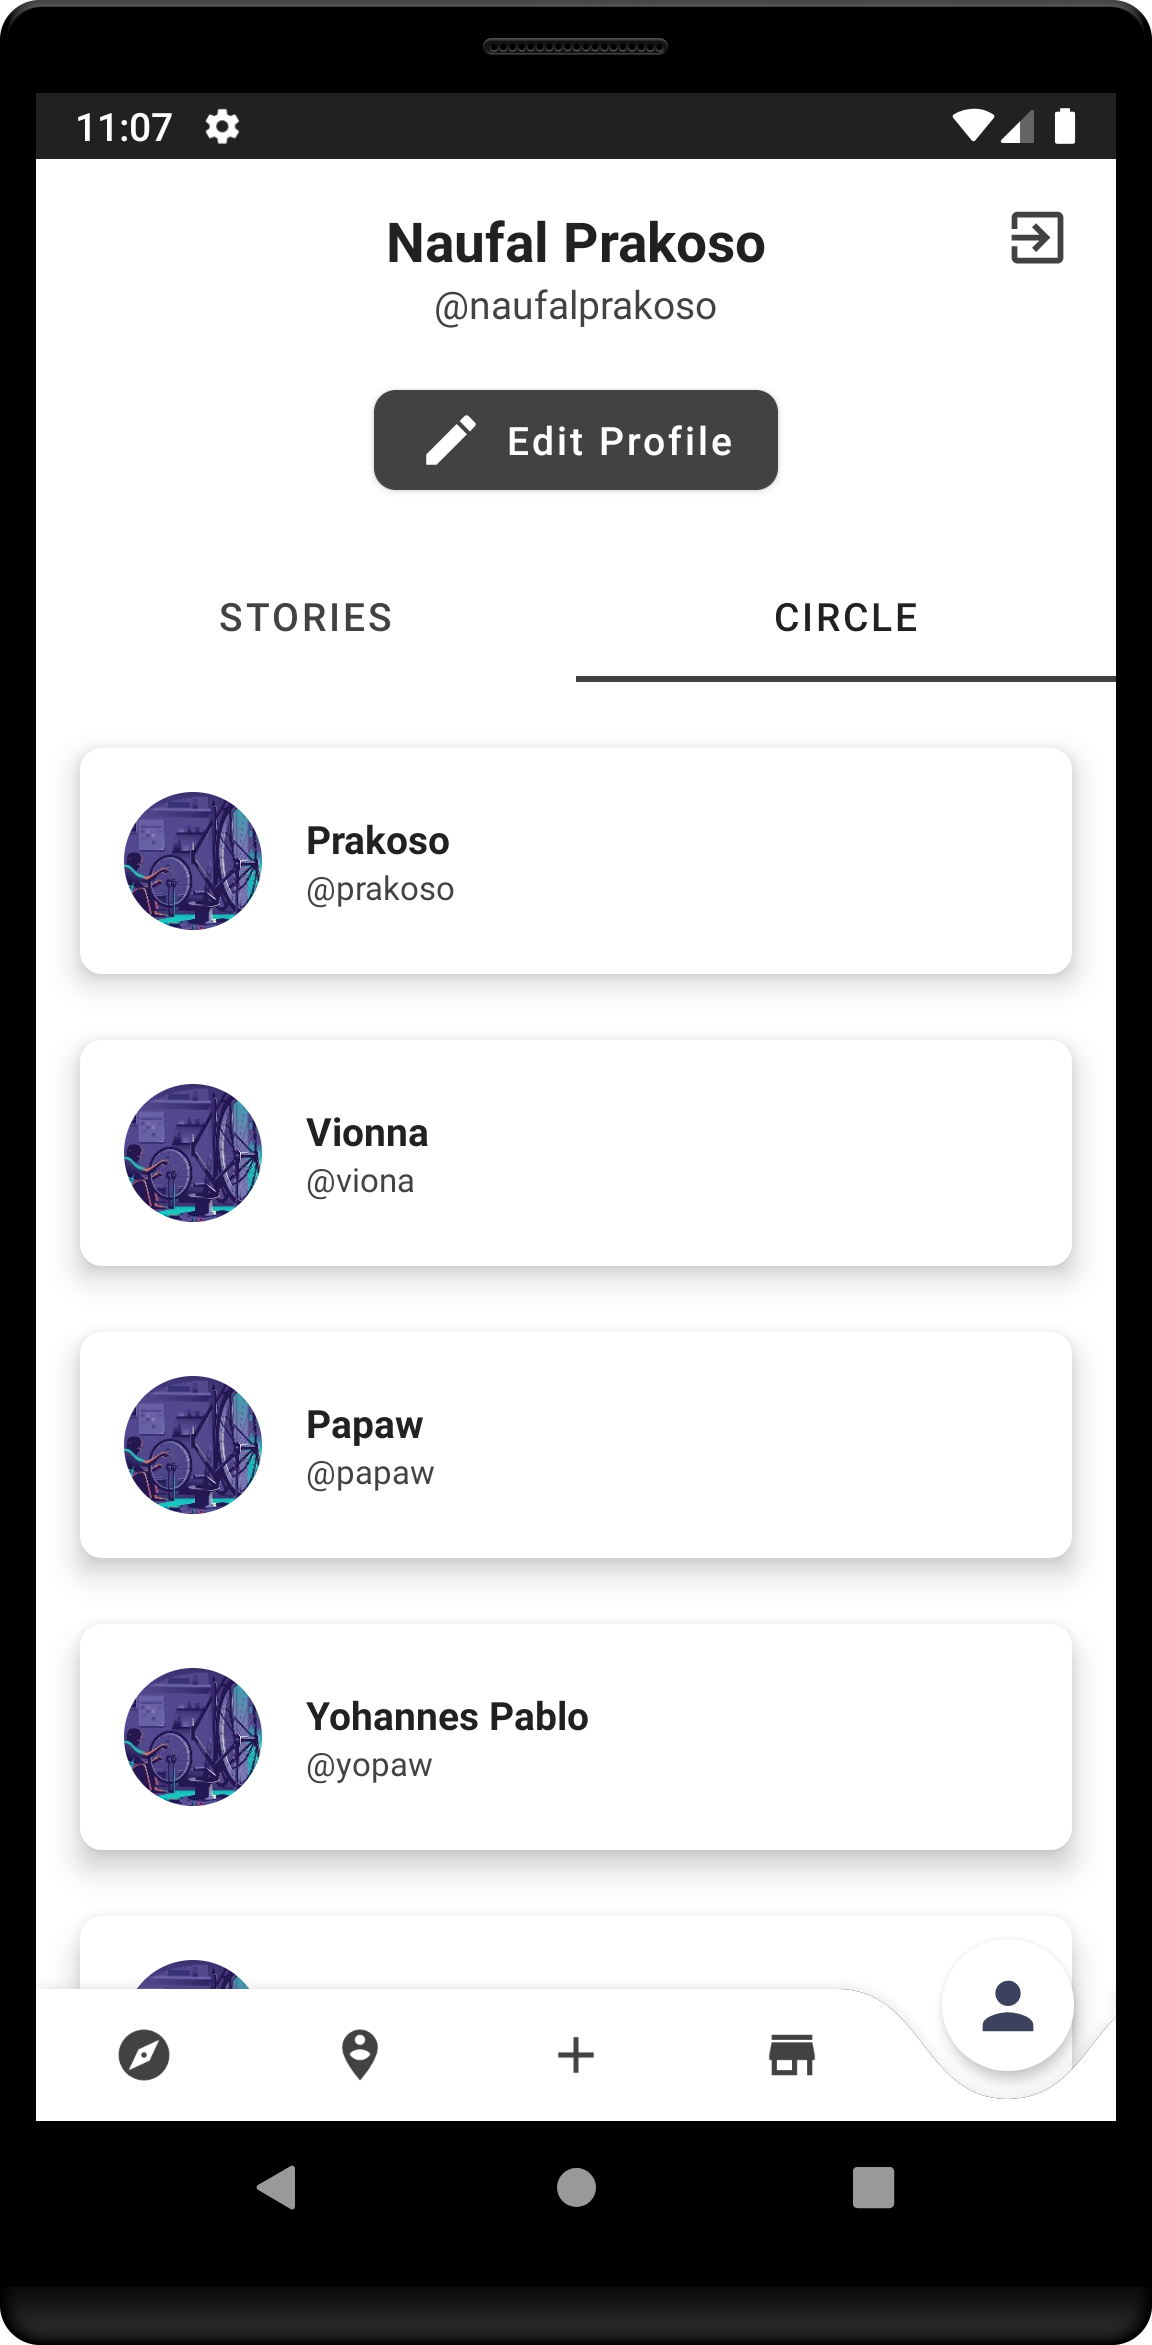 11:07
Naufal Prakoso
@naufalprakoso
Edit Profile
STORIES
CIRCLE
Prakoso
@prakoso
Vionna
@viona
Papaw
@papaw
Yohannes Pablo
@yopaw